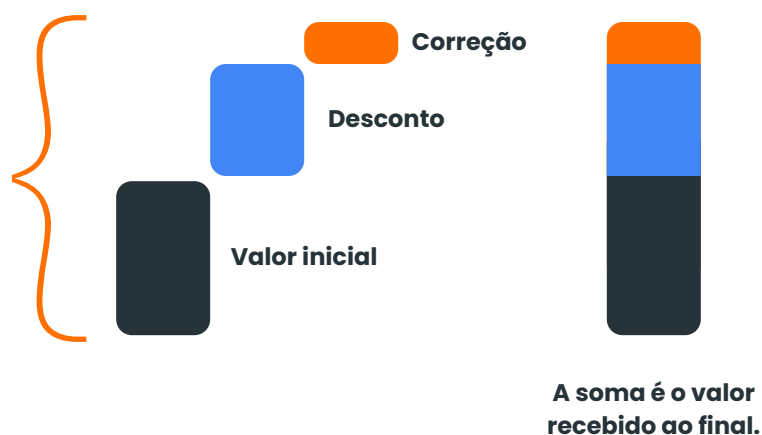 Correção
Desconto
Valor inicial
A soma é o valor
recebido ao final.